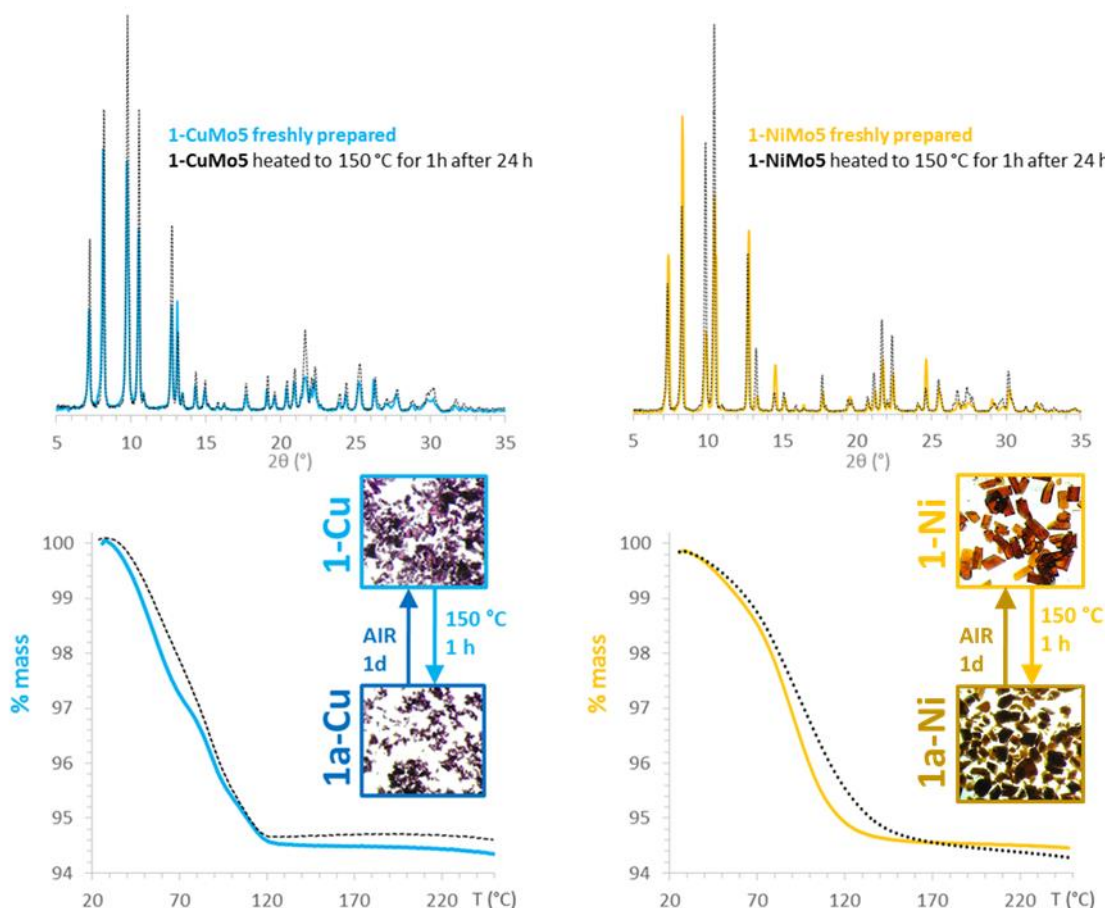 1-CuMo5 freshly prepared
1-CuMo5 heated to 150 °C for 1h after 24 h
5 10 15 20 25 30 35
2θ (°)
1-NiMo5 freshly prepared
1-NiMo5 heated to 150 °C for 1h after 24 h
5 10 15 20 25 30 35
2θ (°)
% mass
100
99
98
97
96
95
94
20 70 120 170 220 T (°C)
1-Cu
AIR
1d
150 °C
1 h
1a-Cu
% mass
100
99
98
97
96
95
94
20 70 120 170 220 T (°C)
1-Ni
AIR
1d
150 °C
1 h
1a-Ni